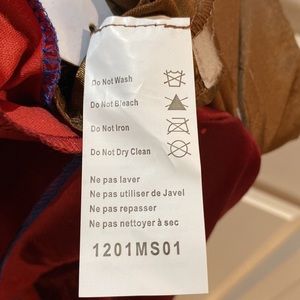 Do Not Wash
Do Not Bleach
Do Not Iron
Do Not Dry Clean
Ne pas laver
Ne pas utiliser de Javel
Ne pas repasser
Ne pas nettoyer à sec
1201MS01